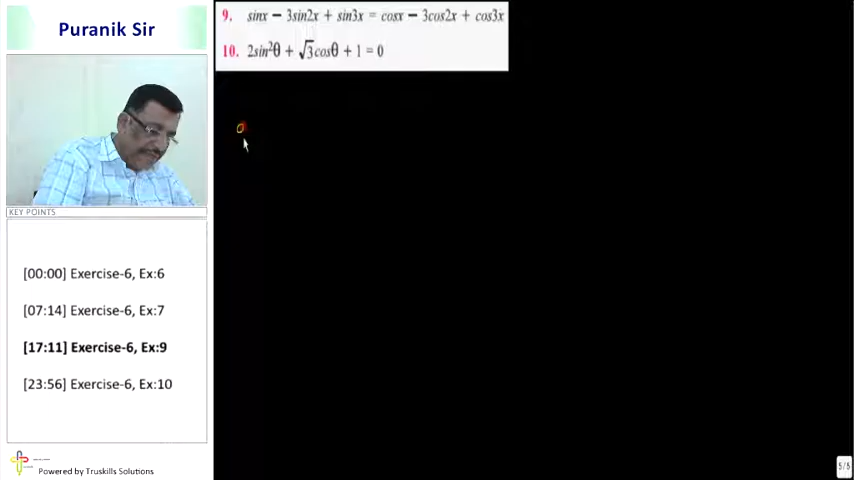 Puranik Sir
9. sinx − 3sin2x + sin3x = cosx − 3cos2x + cos3x
10. 2sin²θ + √3cosθ + 1 = 0
KEY POINTS
[00:00] Exercise-6, Ex:6
[07:14] Exercise-6, Ex:7
[17:11] Exercise-6, Ex:9
[23:56] Exercise-6, Ex:10
Powered by Truskills Solutions
5/5